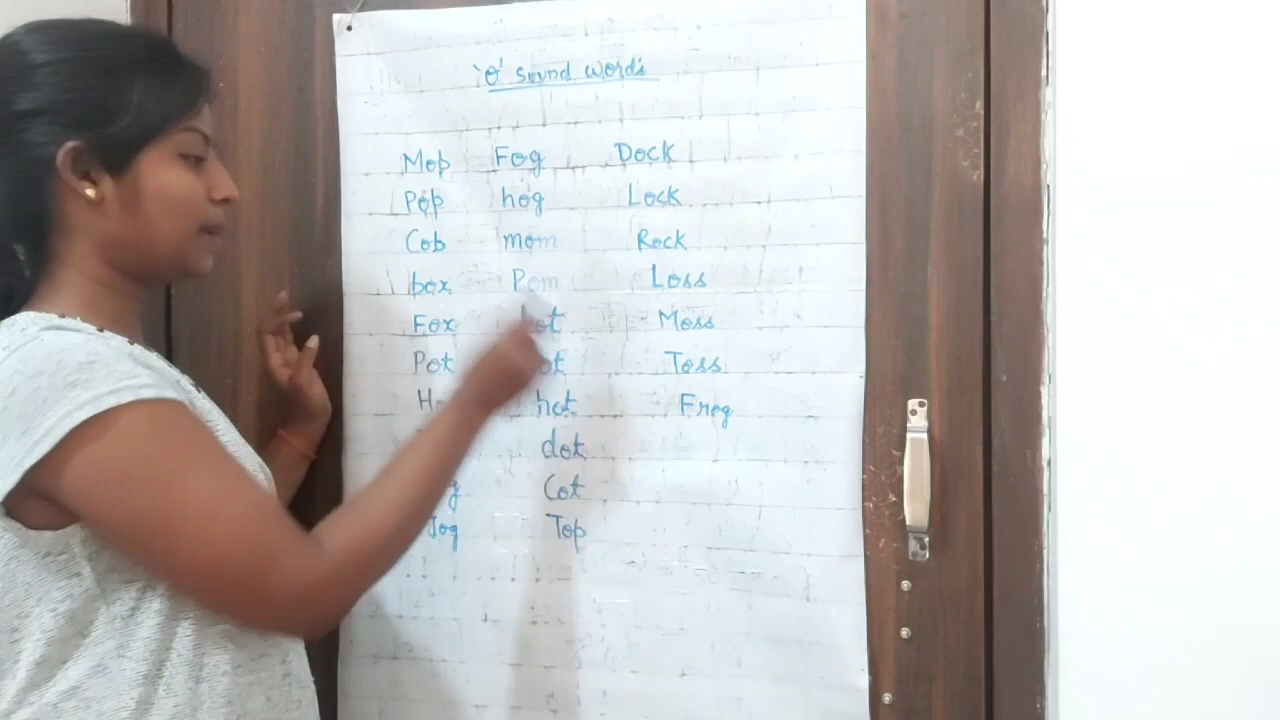 'O' sound words
Mop Fog Dock
Pop hog Lock
Cob mom Rock
box Pom Loss
Fox Moss
Pot Toss
hot Frog
dot
Cot
Jog Top